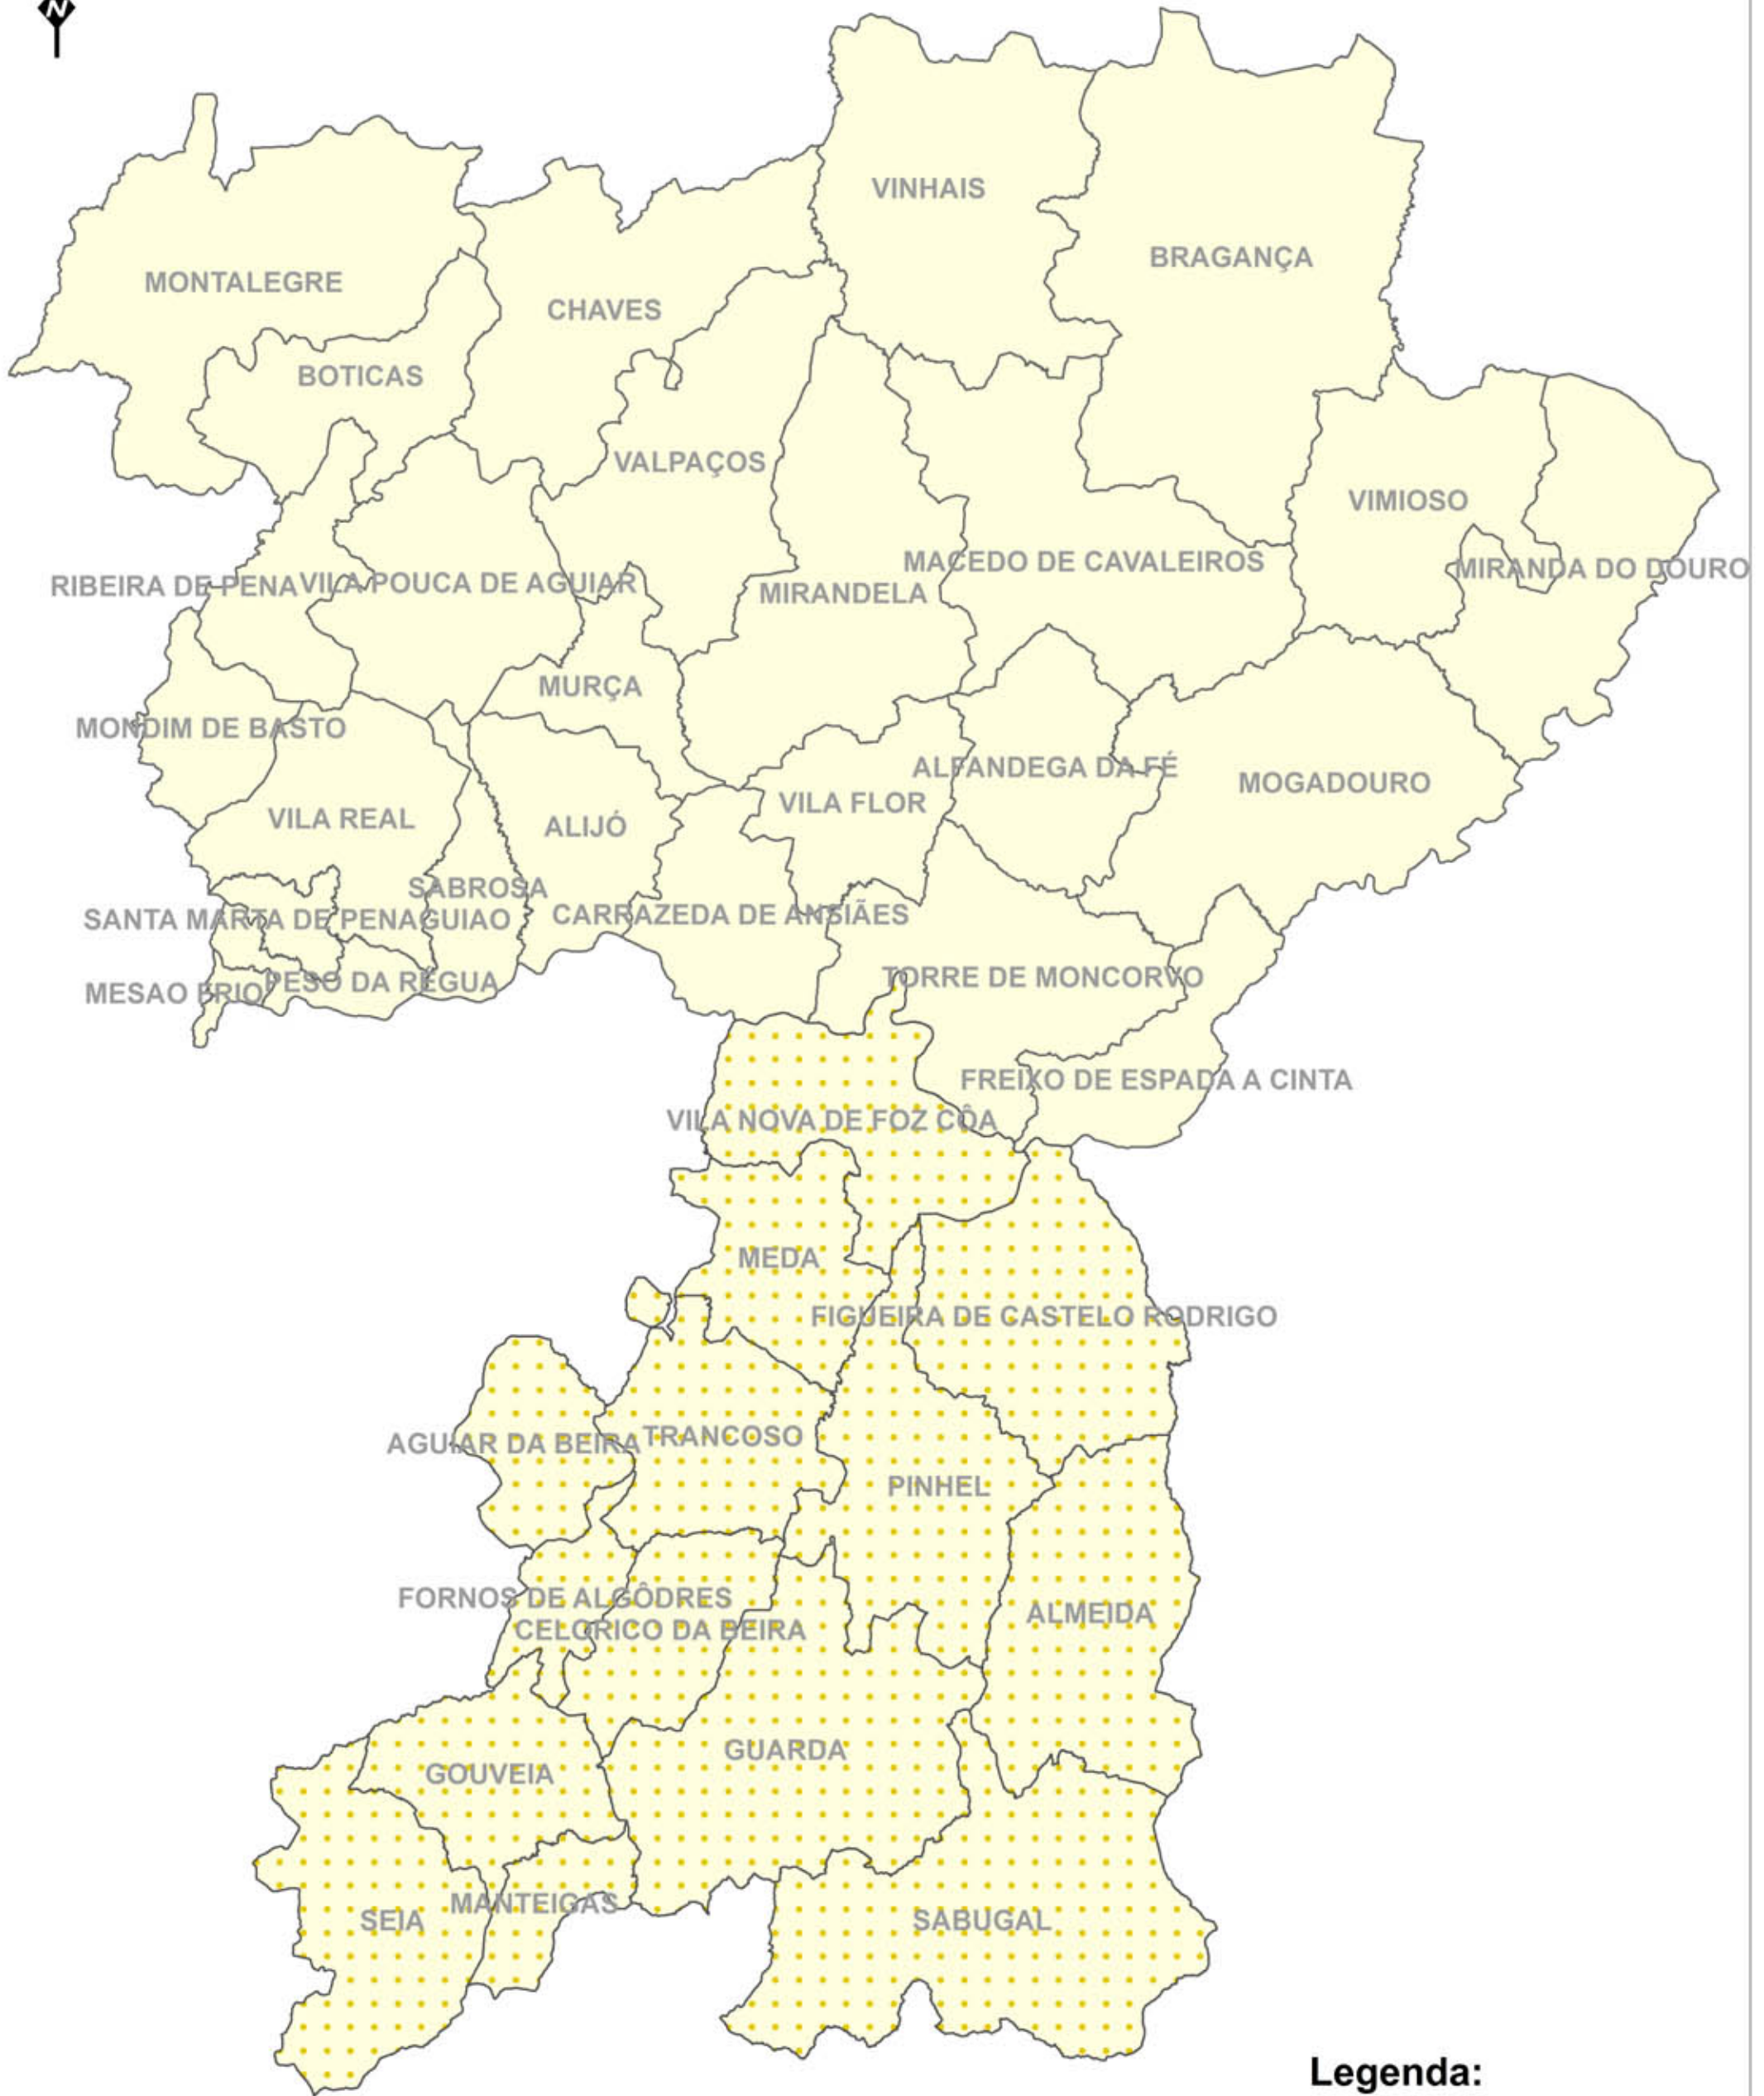 N
VINHAIS
BRAGANÇA
MONTALEGRE
CHAVES
BOTICAS
VALPAÇOS
VIMIOSO
MACEDO DE CAVALEIROS
MIRANDA DO DOURO
RIBEIRA DE PENA
VILA POUCA DE AGUIAR
MIRANDELA
MURÇA
MONDIM DE BASTO
ALFANDEGA DA FÉ
MOGADOURO
VILA FLOR
VILA REAL
ALIJÓ
SABROSA
SANTA MARTA DE PENAGUIAO
CARRAZEDA DE ANSIÃES
TORRE DE MONCORVO
PESO DA RÉGUA
MESAO FRIO
FREIXO DE ESPADA A CINTA
VILA NOVA DE FOZ CÔA
MEDA
FIGUEIRA DE CASTELO RODRIGO
AGUIAR DA BEIRA
TRANCOSO
PINHEL
FORNOS DE ALGÔDRES
ALMEIDA
CELORICO DA BEIRA
GUARDA
GOUVEIA
MANTEIGAS
SEIA
SABUGAL
Legenda: